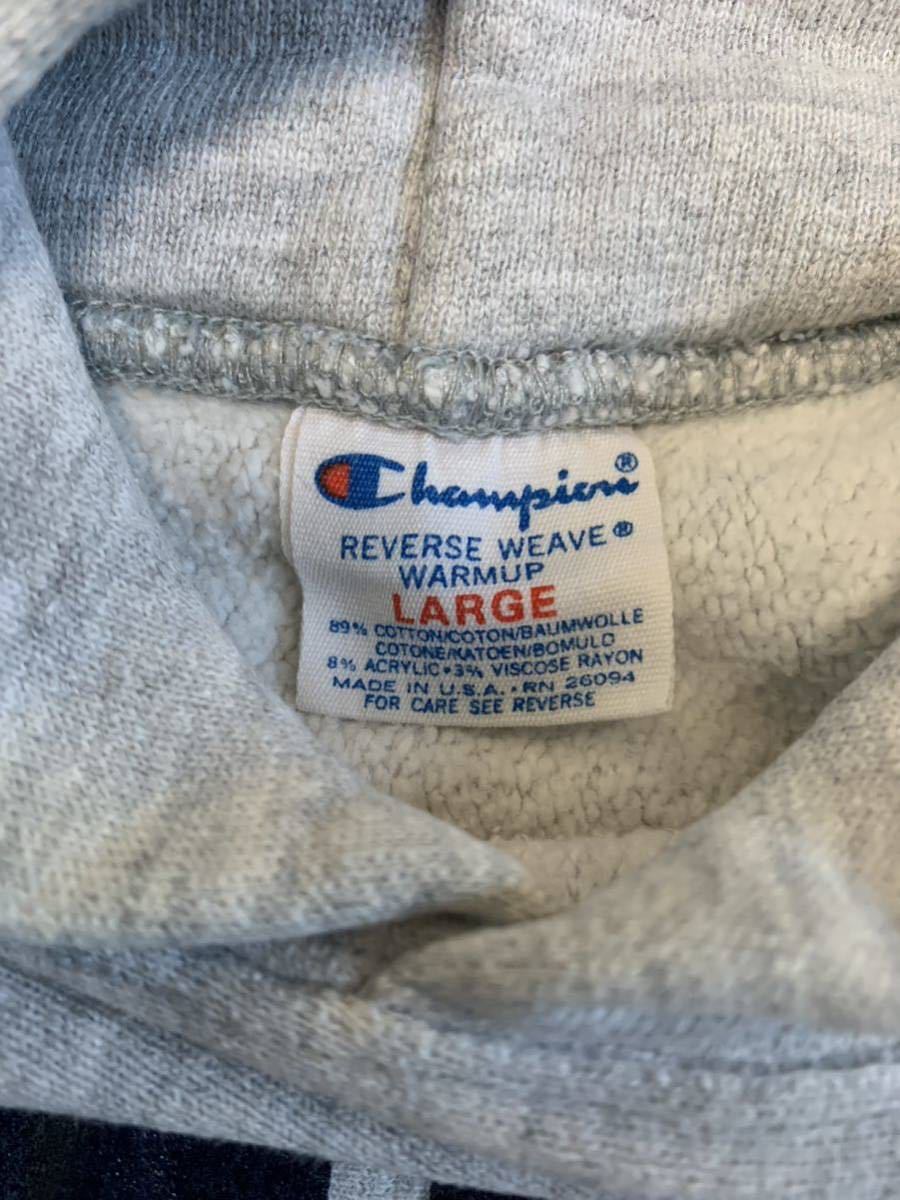 Champion®
REVERSE WEAVE®
WARMUP
LARGE
89% COTTON/COTON/BAUMWOLLE
COTONE/KATOEN/BOMULD
8% ACRYLIC•3% VISCOSE RAYON
MADE IN U.S.A.•RN 26094
FOR CARE SEE REVERSE